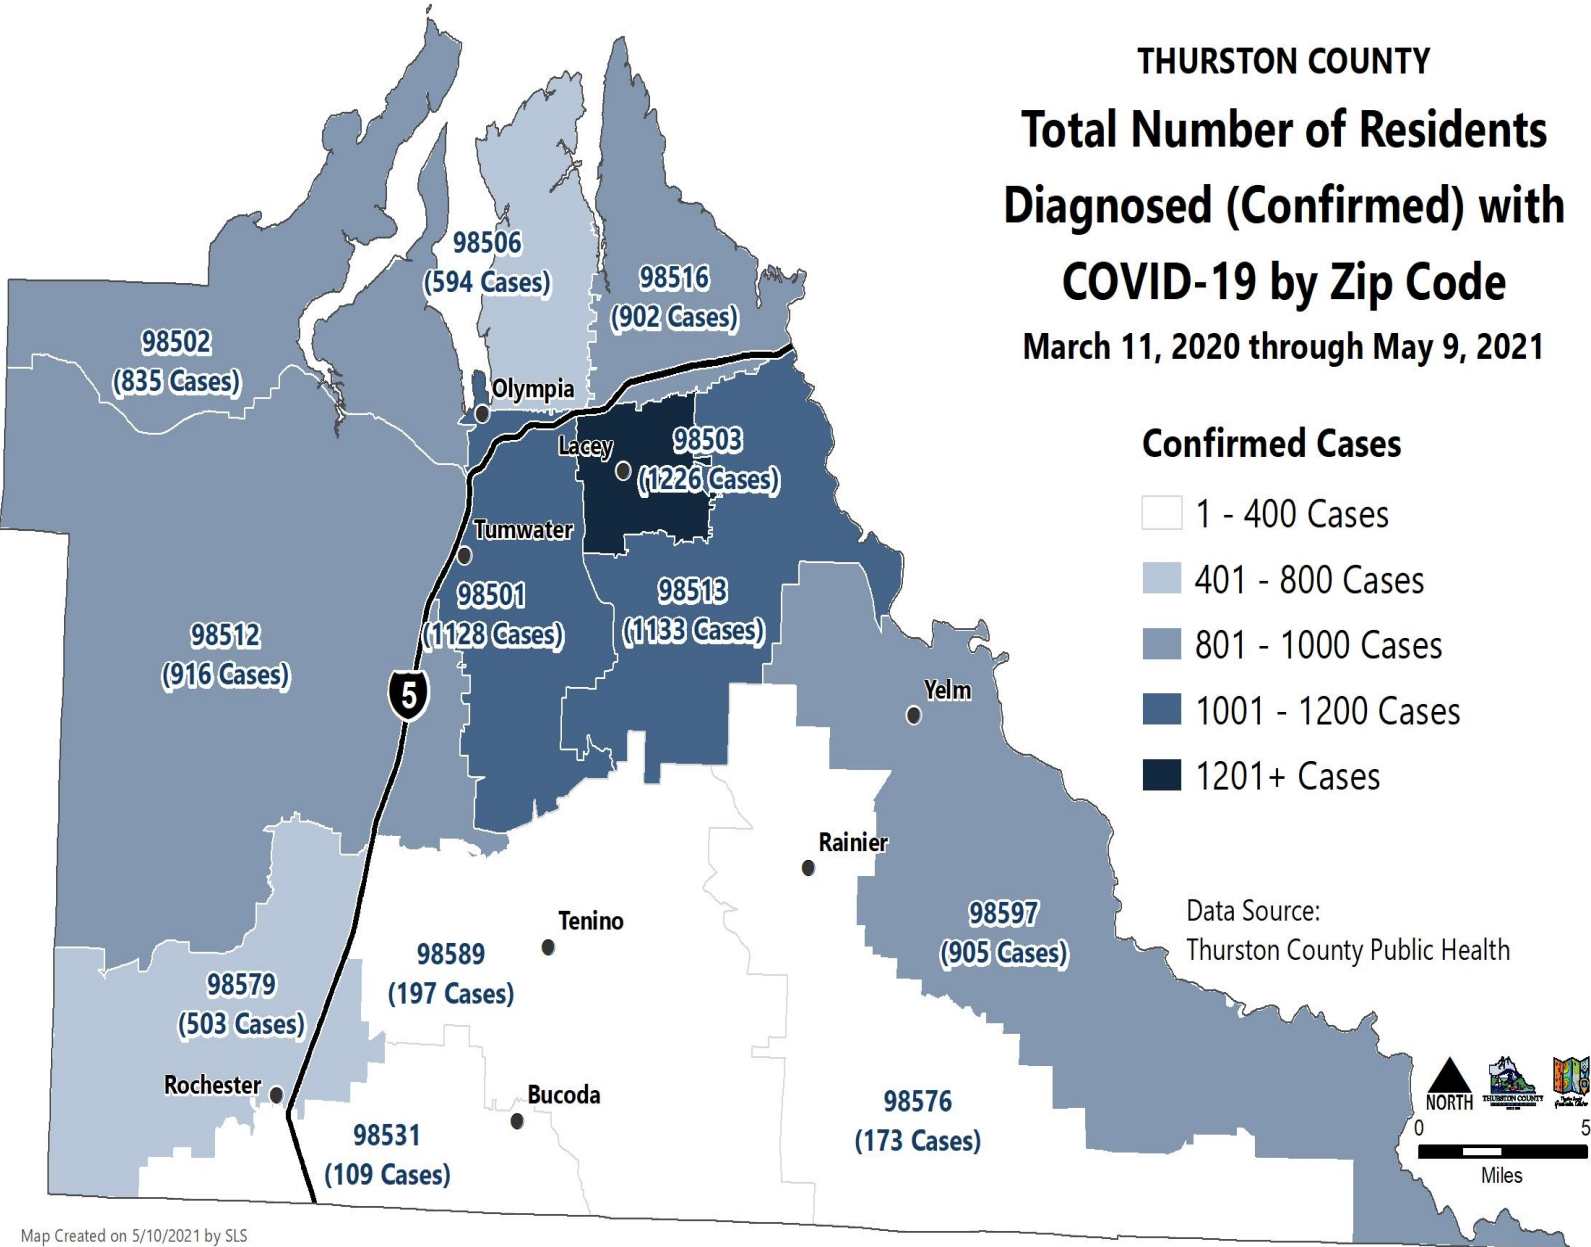 THURSTON COUNTY
Total Number of Residents
Diagnosed (Confirmed) with
COVID-19 by Zip Code
March 11, 2020 through May 9, 2021
98506
(594 Cases)
98516
(902 Cases)
98502
(835 Cases)
Olympia
Lacey
98503
(1226 Cases)
Tumwater
98501
(1128 Cases)
98513
(1133 Cases)
98512
(916 Cases)
5
Yelm
Rainier
Tenino
98597
(905 Cases)
98589
(197 Cases)
98579
(503 Cases)
Rochester
Bucoda
98531
(109 Cases)
98576
(173 Cases)
Confirmed Cases
1 - 400 Cases
401 - 800 Cases
801 - 1000 Cases
1001 - 1200 Cases
1201+ Cases
Data Source:
Thurston County Public Health
NORTH
THURSTON COUNTY
0 5
Miles
Map Created on 5/10/2021 by SLS